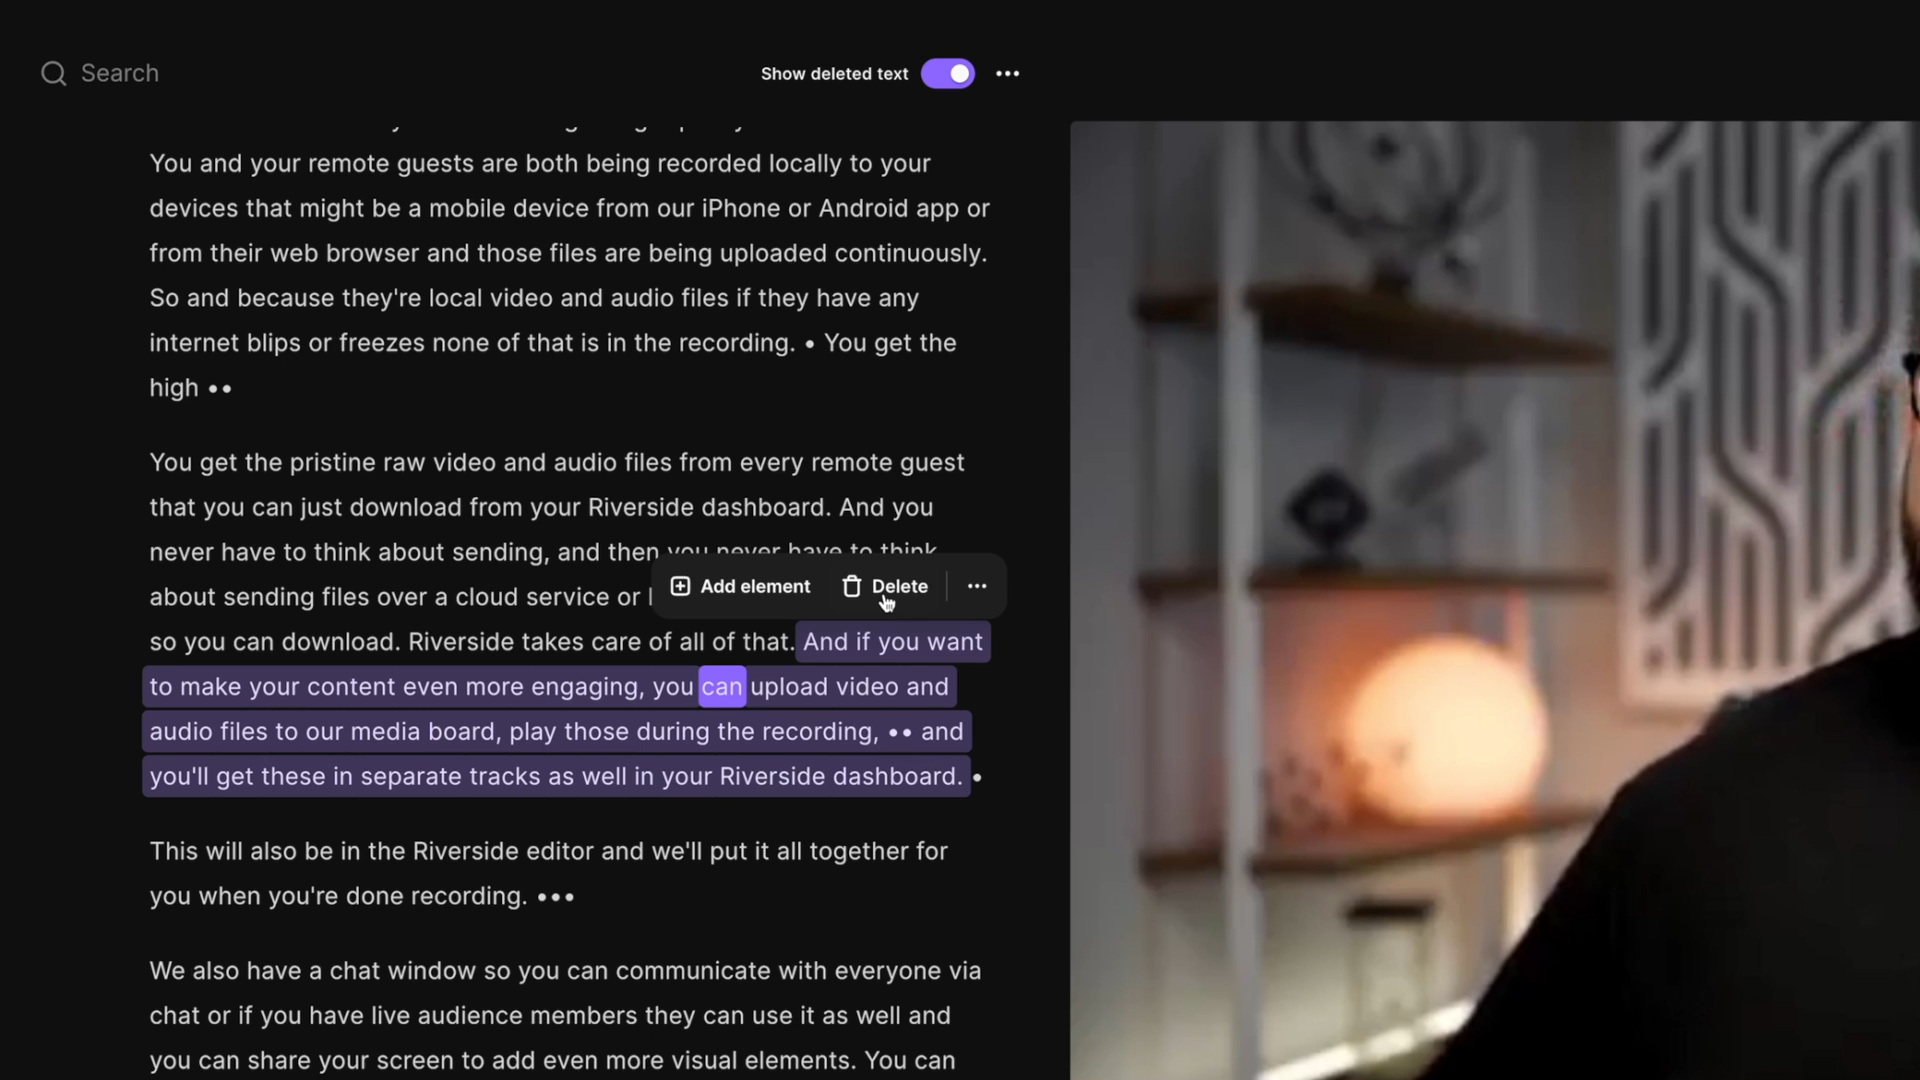 Search
Show deleted text
You and your remote guests are both being recorded locally to your
devices that might be a mobile device from our iPhone or Android app or
from their web browser and those files are being uploaded continuously.
So and because they're local video and audio files if they have any
internet blips or freezes none of that is in the recording. • You get the
high ••
You get the pristine raw video and audio files from every remote guest
that you can just download from your Riverside dashboard. And you
never have to think about sending, and then you never have to think
Add element Delete
about sending files over a cloud service or
so you can download. Riverside takes care of all of that. And if you want
to make your content even more engaging, you can upload video and
audio files to our media board, play those during the recording, •• and
you'll get these in separate tracks as well in your Riverside dashboard. •
This will also be in the Riverside editor and we'll put it all together for
you when you're done recording. •••
We also have a chat window so you can communicate with everyone via
chat or if you have live audience members they can use it as well and
you can share your screen to add even more visual elements. You can